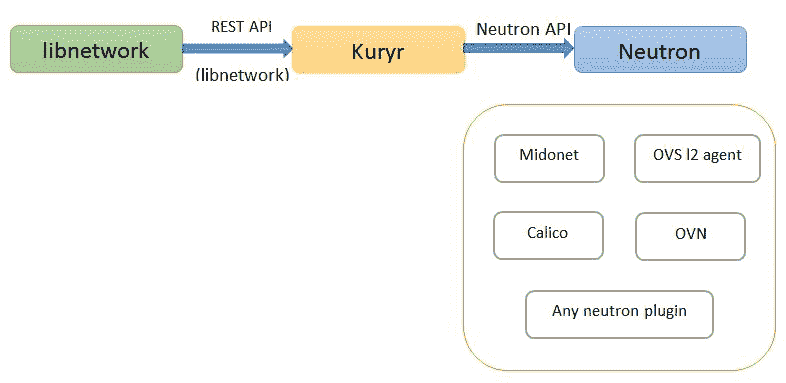 REST API
Neutron API
libnetwork
Kuryr
Neutron
(libnetwork)
Midonet
OVS l2 agent
Calico
OVN
Any neutron plugin